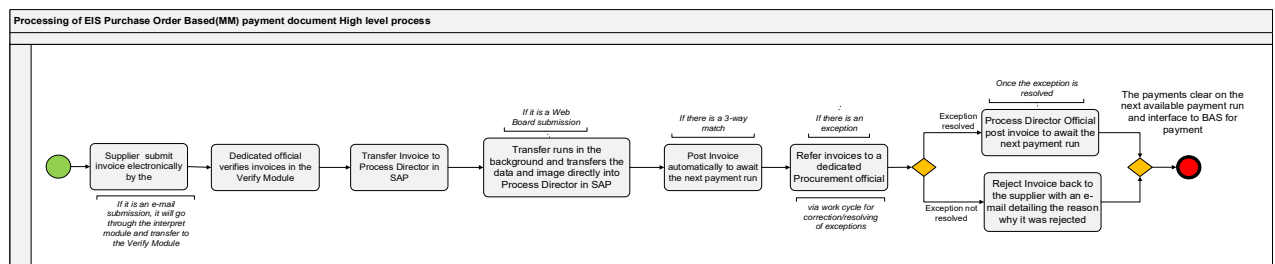 Processing of EIS Purchase Order Based(MM) payment document High level process
Supplier submit
invoice electronically
by the
If it is an e-mail
submission, it will go
through the interpret
module and transfer to
the Verify Module
Dedicated official
verifies invoices in the
Verify Module
Transfer Invoice to
Process Director in
SAP
If it is a Web
Board submission
Transfer runs in the
background and transfers the
data and image directly into
Process Director in SAP
If there is a 3-way
match
Post Invoice
automatically to await
the next payment run
If there is an
exception
Refer invoices to a
dedicated
Procurement official
via work cycle for
correction/resolving
of exceptions
Exception
resolved
Exception not
resolved
Once the exception is
resolved
Process Director Official
post invoice to await the
next payment run
Reject Invoice back to
the supplier with an e-
mail detailing the reason
why it was rejected
The payments clear on the
next available payment run
and interface to BAS for
payment